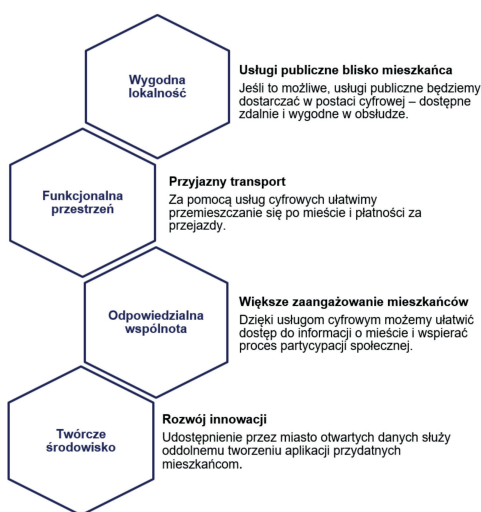 Wygodna
lokalność
Usługi publiczne blisko mieszkańca
Jeśli to możliwe, usługi publiczne będziemy
dostarczać w postaci cyfrowej – dostępne
zdalnie i wygodne w obsłudze.
Funkcjonalna
przestrzeń
Przyjazny transport
Za pomocą usług cyfrowych ułatwimy
przemieszczanie się po mieście i płatności za
przejazdy.
Odpowiedzialna
wspólnota
Większe zaangażowanie mieszkańców
Dzięki usługom cyfrowym możemy ułatwić
dostęp do informacji o mieście i wspierać
proces partycypacji społecznej.
Twórcze
środowisko
Rozwój innowacji
Udostępnienie przez miasto otwartych danych służy
oddolnemu tworzeniu aplikacji przydatnych
mieszkańcom.